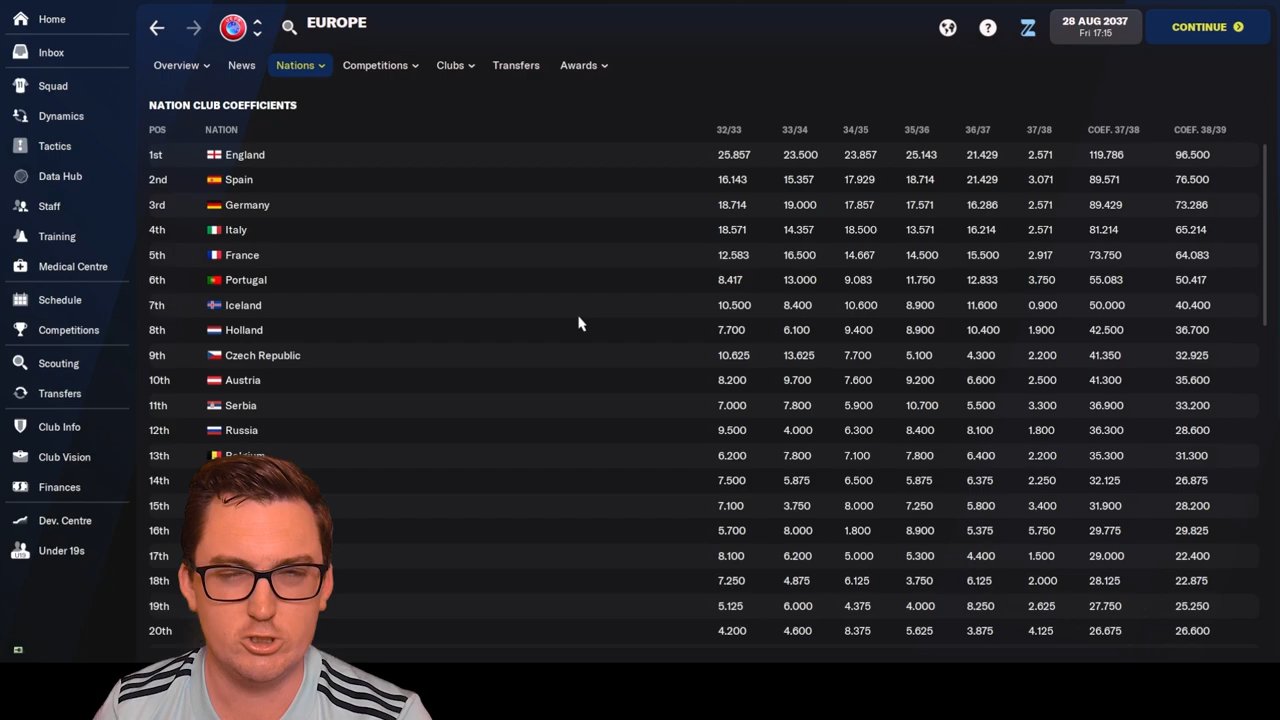 Home
Inbox
Squad
Dynamics
Tactics
Data Hub
Staff
Training
Medical Centre
Schedule
Competitions
Scouting
Transfers
Club Info
Club Vision
Finances
Dev. Centre
Under 19s
EUROPE
28 AUG 2037
Fri 17:15
CONTINUE
Overview News Nations Competitions Clubs Transfers Awards
NATION CLUB COEFFICIENTS
POS NATION 32/33 33/34 34/35 35/36 36/37 37/38 COEF. 37/38 COEF. 38/39
1st England 25.857 23.500 23.857 25.143 21.429 2.571 119.786 96.500
2nd Spain 16.143 15.357 17.929 18.714 21.429 3.071 89.571 76.500
3rd Germany 18.714 19.000 17.857 17.571 16.286 2.571 89.429 73.286
4th Italy 18.571 14.357 18.500 13.571 16.214 2.571 81.214 65.214
5th France 12.583 16.500 14.667 14.500 15.500 2.917 73.750 64.083
6th Portugal 8.417 13.000 9.083 11.750 12.833 3.750 55.083 50.417
7th Iceland 10.500 8.400 10.600 8.900 11.600 0.900 50.000 40.400
8th Holland 7.700 6.100 9.400 8.900 10.400 1.900 42.500 36.700
9th Czech Republic 10.625 13.625 7.700 5.100 4.300 2.200 41.350 32.925
10th Austria 8.200 9.700 7.600 9.200 6.600 2.500 41.300 35.600
11th Serbia 7.000 7.800 5.900 10.700 5.500 3.300 36.900 33.200
12th Russia 9.500 4.000 6.300 8.400 8.100 1.800 36.300 28.600
13th Belgium 6.200 7.800 7.100 7.800 6.400 2.200 35.300 31.300
14th 7.500 5.875 6.500 5.875 6.375 2.250 32.125 26.875
15th 7.100 3.750 8.000 7.250 5.800 3.400 31.900 28.200
16th 5.700 8.000 1.800 8.900 5.375 5.750 29.775 29.825
17th 8.100 6.200 5.000 5.300 4.400 1.500 29.000 22.400
18th 7.250 4.875 6.125 3.750 6.125 2.000 28.125 22.875
19th 5.125 6.000 4.375 4.000 8.250 2.625 27.750 25.250
20th 4.200 4.600 8.375 5.625 3.875 4.125 26.675 26.600